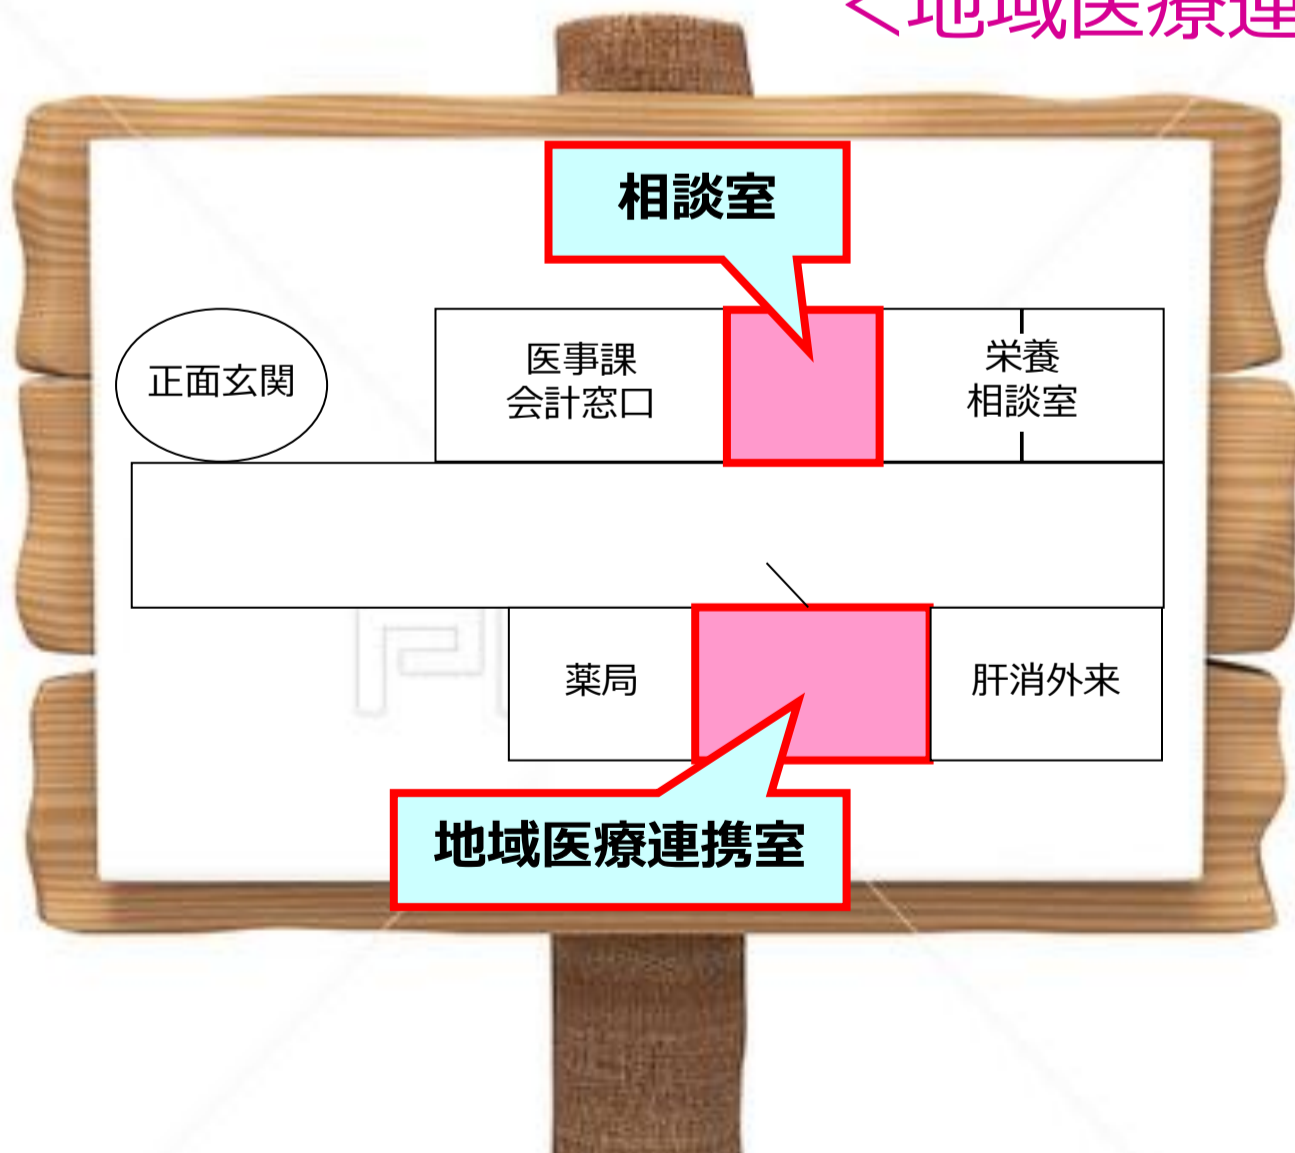 <地域医療連
相談室
正面玄関
医事課
会計窓口
栄養
相談室
薬局
肝消外来
地域医療連携室